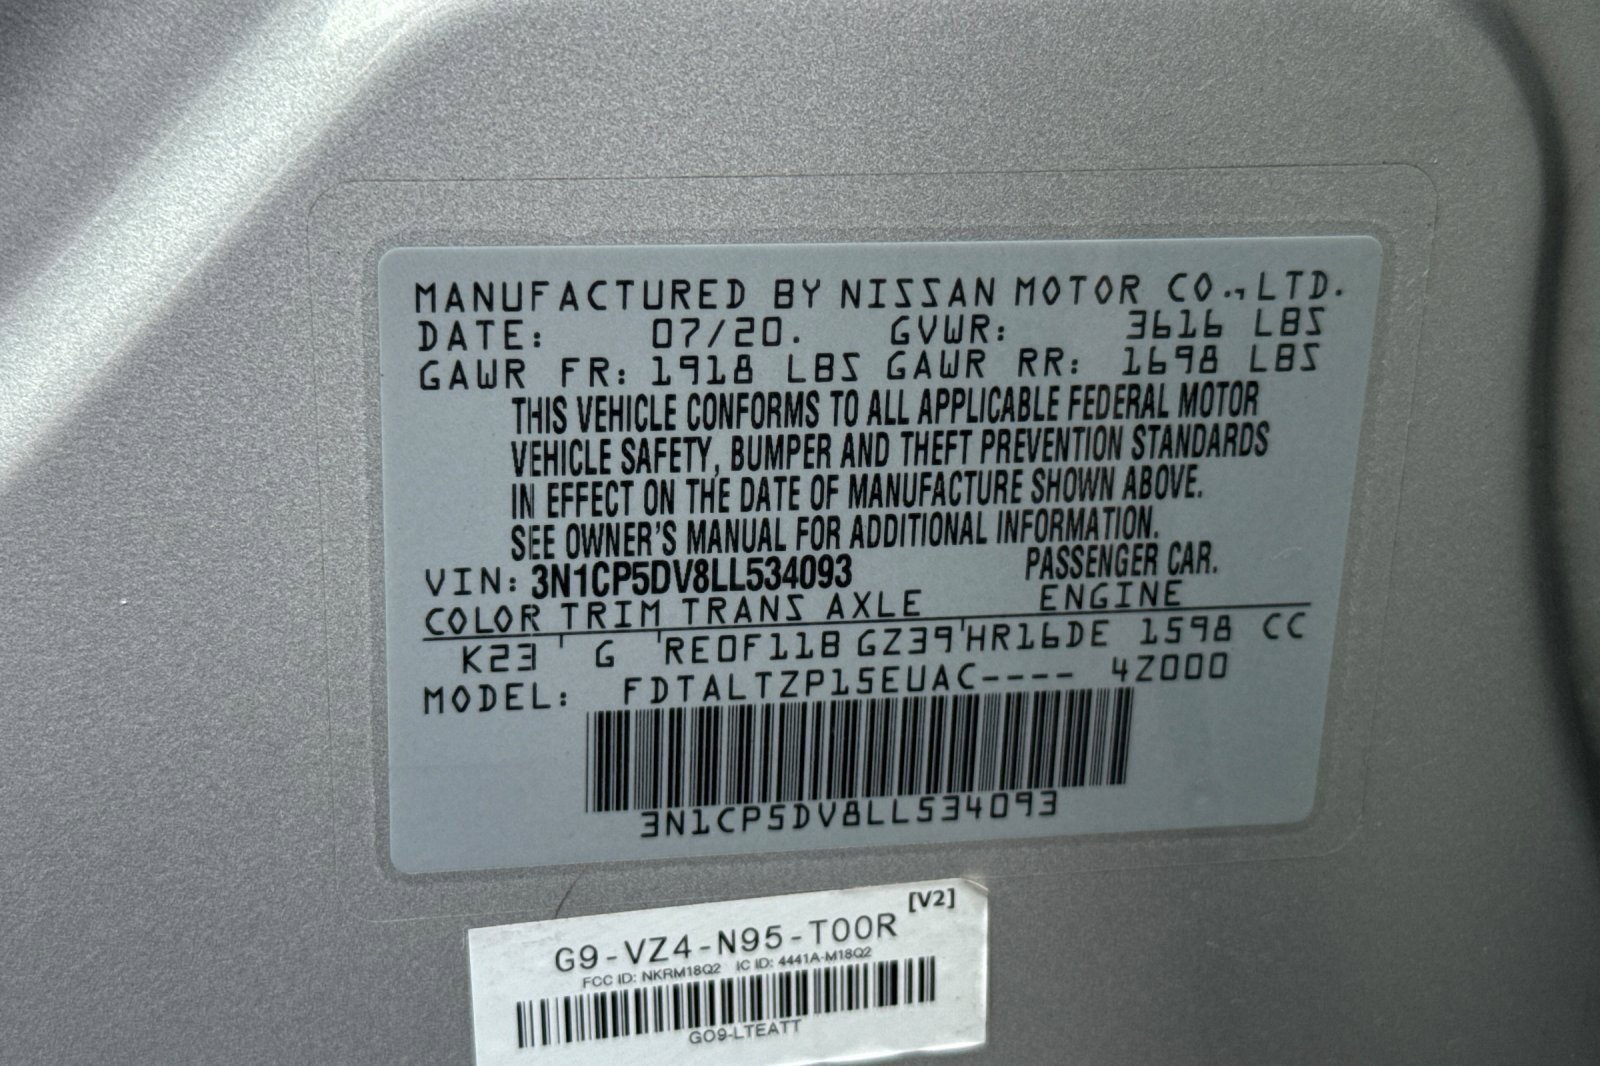 MANUFACTURED BY NISSAN MOTOR CO., LTD.
DATE: 07/20. GVWR: 3616 LBS
GAWR FR: 1918 LBS GAWR RR: 1698 LBS
THIS VEHICLE CONFORMS TO ALL APPLICABLE FEDERAL MOTOR
VEHICLE SAFETY, BUMPER AND THEFT PREVENTION STANDARDS
IN EFFECT ON THE DATE OF MANUFACTURE SHOWN ABOVE.
SEE OWNER'S MANUAL FOR ADDITIONAL INFORMATION.
VIN: 3N1CP5DV8LL534093 PASSENGER CAR.
COLOR TRIM TRANS AXLE ENGINE
K23 G RE0F11B GZ39 HR16DE 1598 CC
MODEL: FDTALTZP15EUAC---- 4Z000
3N1CP5DV8LL534093
[V2]
G9-VZ4-N95-T00R
FCC ID: NKRM18Q2 IC ID: 4441A-M18Q2
GO9-LTEATT